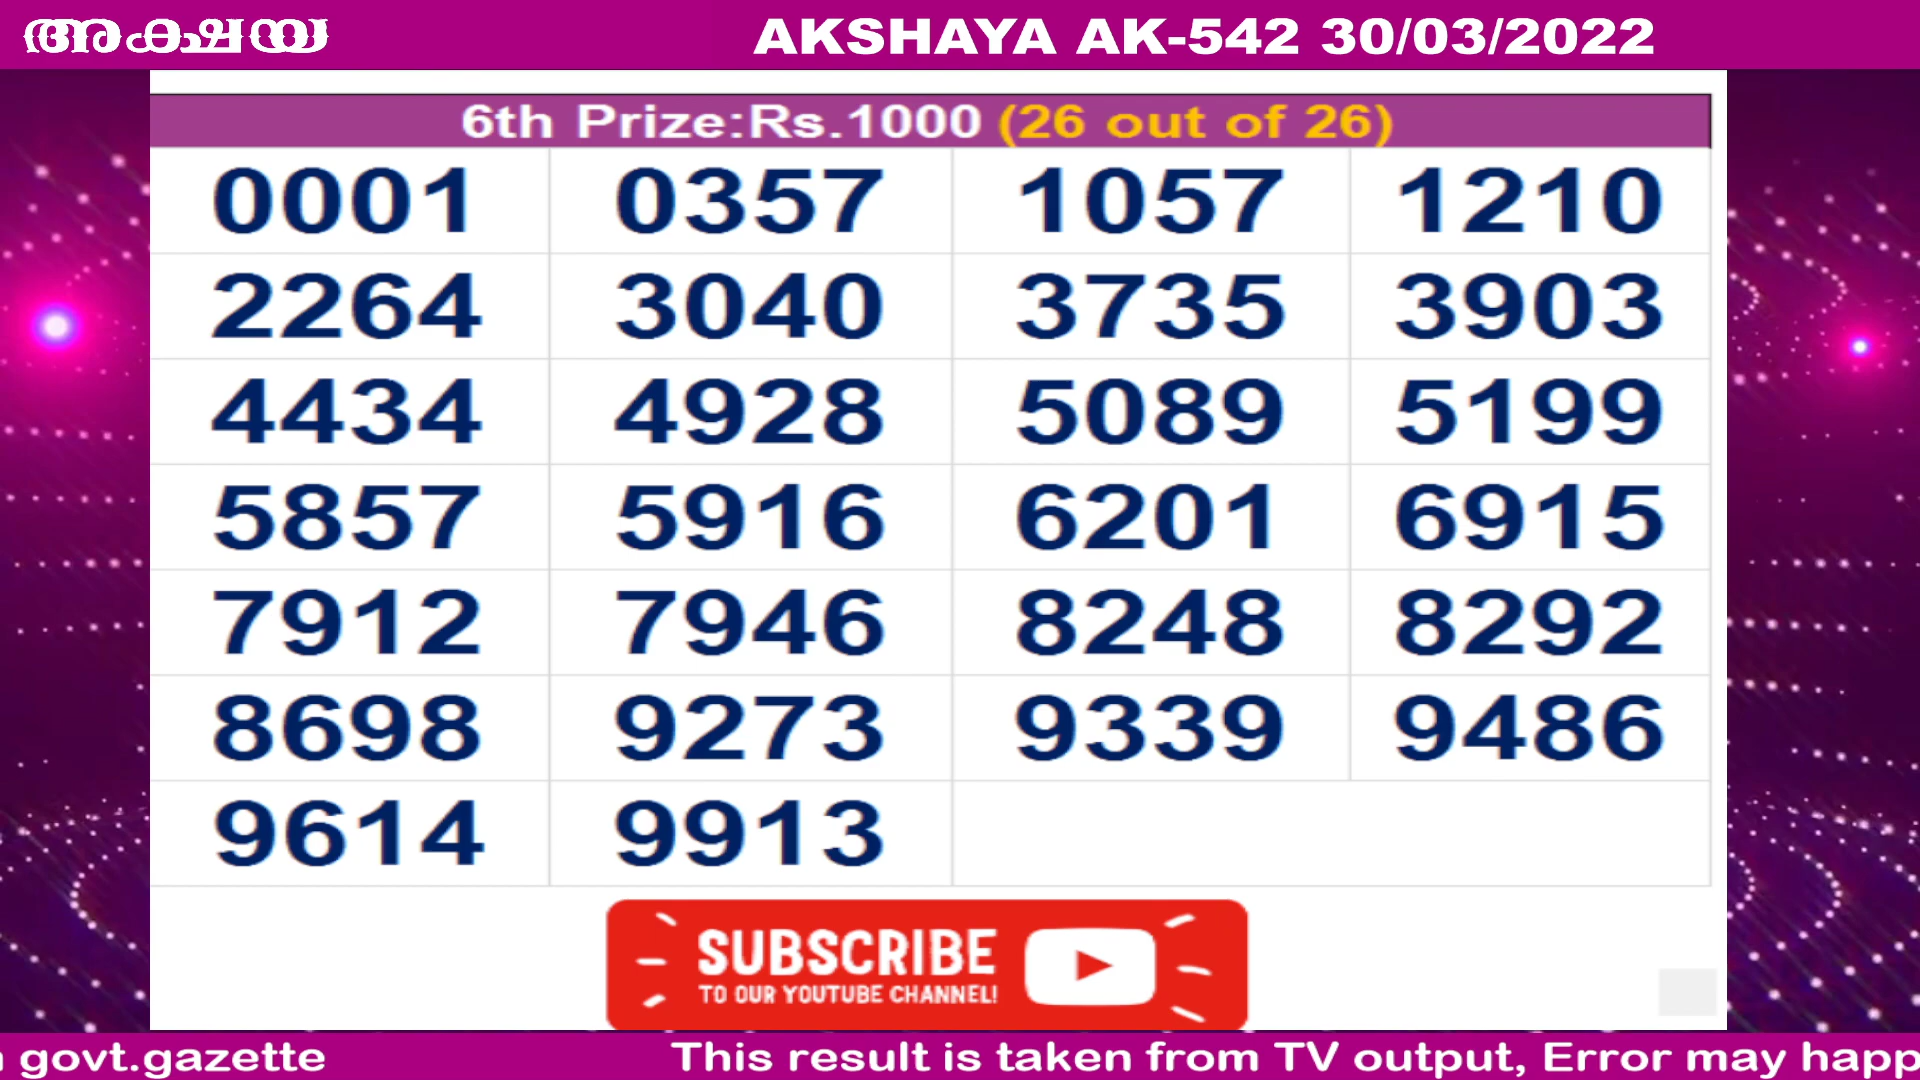 അക്ഷയ
AKSHAYA AK-542 30/03/2022
6th Prize:Rs.1000 (26 out of 26)
0001 0357 1057 1210
2264 3040 3735 3903
4434 4928 5089 5199
5857 5916 6201 6915
7912 7946 8248 8292
8698 9273 9339 9486
9614 9913
SUBSCRIBE
TO OUR YOUTUBE CHANNEL!
govt.gazette This result is taken from TV output, Error may